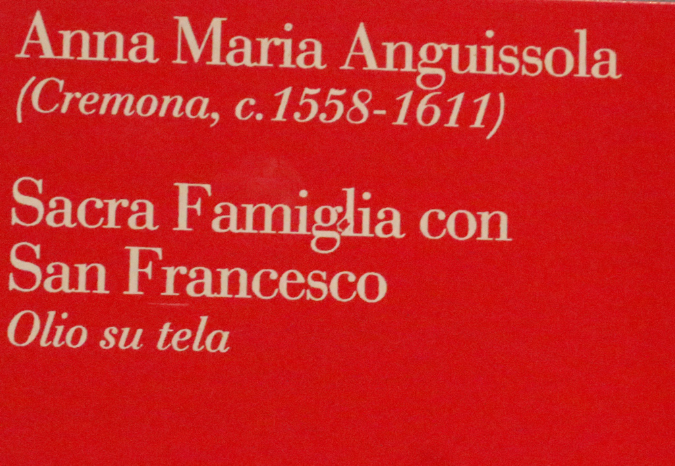 Anna Maria Anguissola
(Cremona, c.1558-1611)
Sacra Famiglia con
San Francesco
Olio su tela